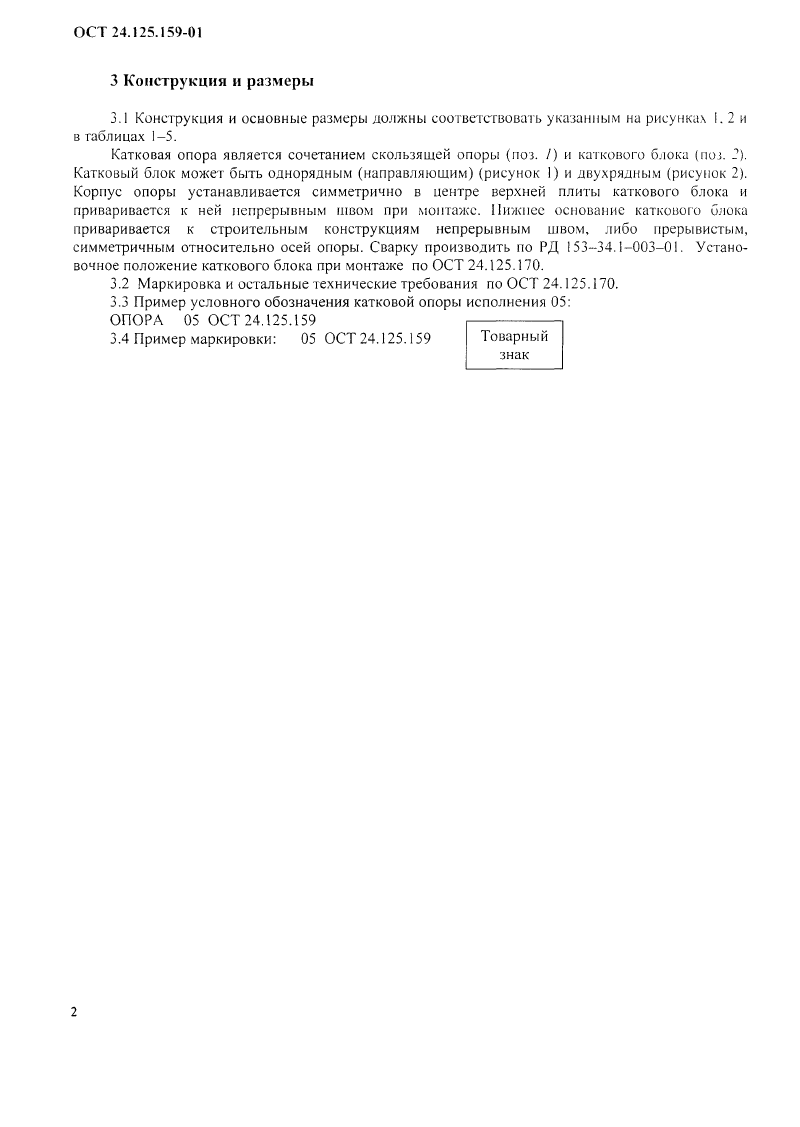 ОСТ 24.125.159-01
3 Конструкция и размеры
3.1 Конструкция и основные размеры должны соответствовать указанным на рисунках 1, 2 и
в таблицах 1–5.
Катковая опора является сочетанием скользящей опоры (поз. 1) и каткового блока (поз. 2).
Катковый блок может быть однорядным (направляющим) (рисунок 1) и двухрядным (рисунок 2).
Корпус опоры устанавливается симметрично в центре верхней плиты каткового блока и
приваривается к ней непрерывным швом при монтаже. Нижнее основание каткового блока
приваривается к строительным конструкциям непрерывным швом, либо прерывистым,
симметричным относительно осей опоры. Сварку производить по РД 153–34.1–003–01. Устано-
вочное положение каткового блока при монтаже по ОСТ 24.125.170.
3.2 Маркировка и остальные технические требования по ОСТ 24.125.170.
3.3 Пример условного обозначения катковой опоры исполнения 05:
ОПОРА 05 ОСТ 24.125.159
3.4 Пример маркировки: 05 ОСТ 24.125.159
Товарный
знак
2